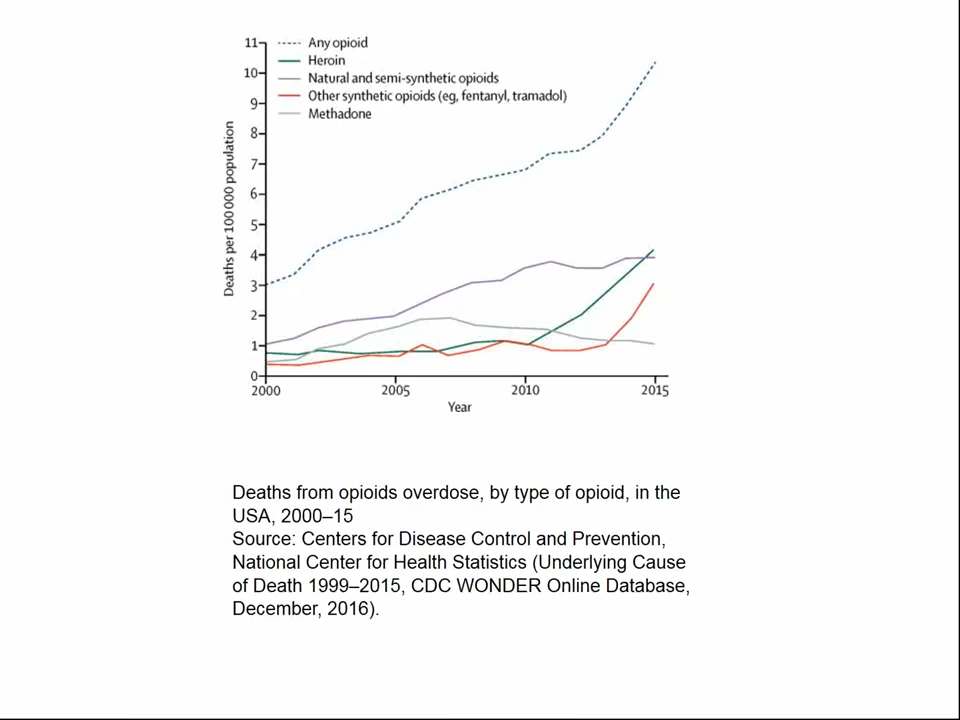 11
10
9
8
7
6
5
4
3
2
1
0
Deaths per 100 000 population
Any opioid
Heroin
Natural and semi-synthetic opioids
Other synthetic opioids (eg, fentanyl, tramadol)
Methadone
2000
2005
2010
2015
Year
Deaths from opioids overdose, by type of opioid, in the
USA, 2000–15
Source: Centers for Disease Control and Prevention,
National Center for Health Statistics (Underlying Cause
of Death 1999–2015, CDC WONDER Online Database,
December, 2016).